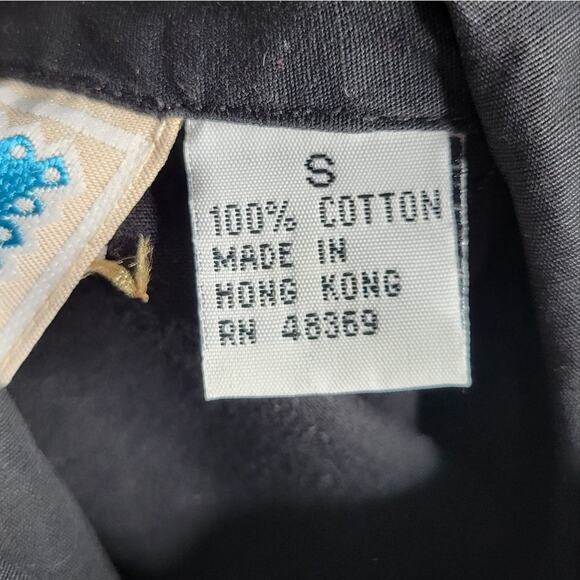 S
100% COTTON
MADE IN
HONG KONG
RN 48369